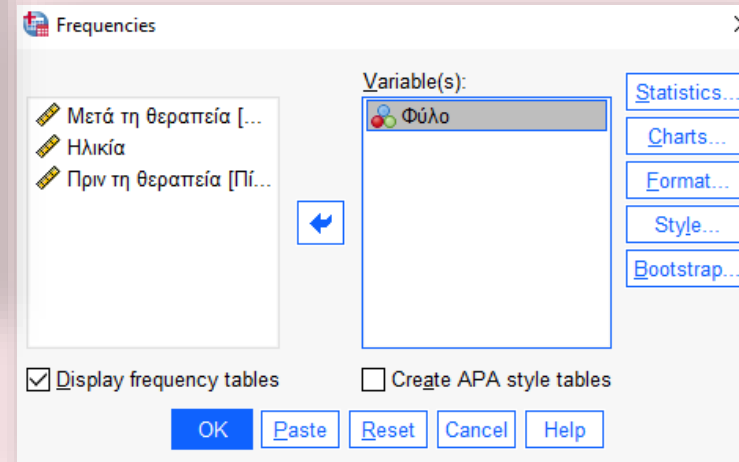 Frequencies
Variable(s):
Μετά τη θεραπεία [...
Ηλικία
Πριν τη θεραπεία [Πί...
Φύλο
Statistics...
Charts...
Format...
Style...
Bootstrap...
Display frequency tables
Create APA style tables
OK Paste Reset Cancel Help